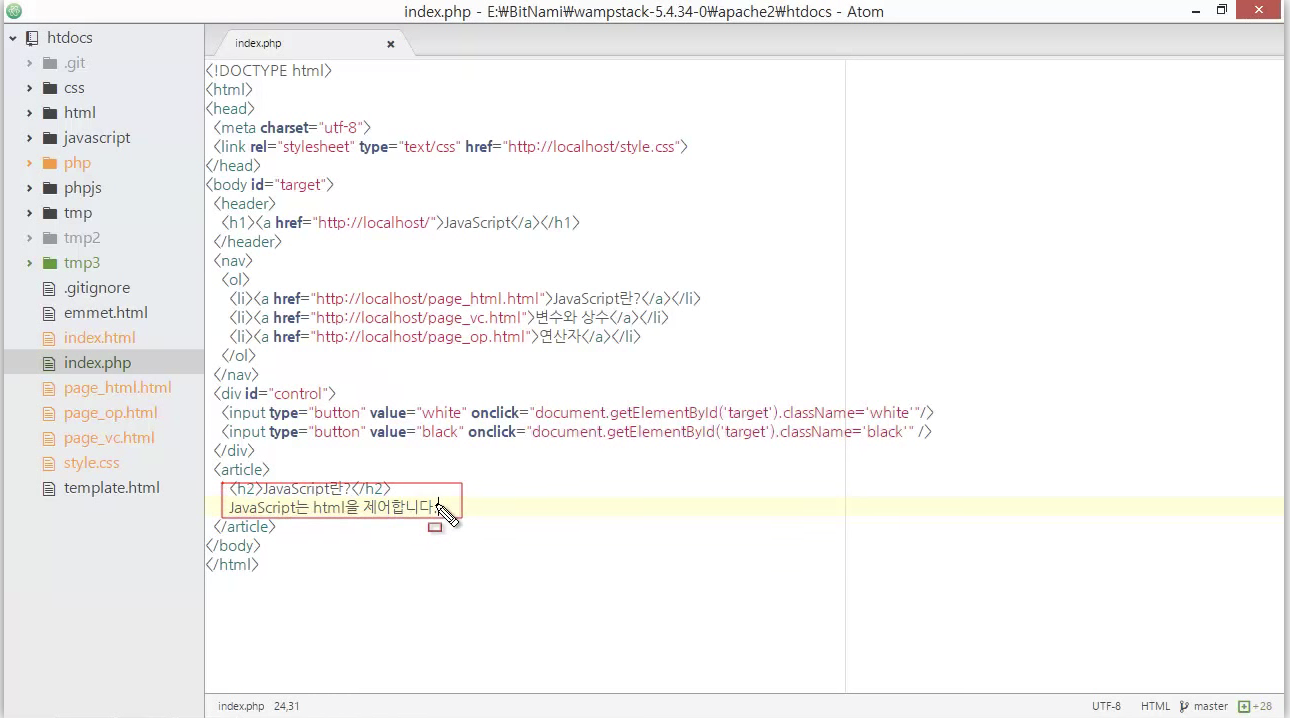 index.php - E:₩BitNami₩wampstack-5.4.34-0₩apache2₩htdocs - Atom
htdocs
.git
css
html
javascript
php
phpjs
tmp
tmp2
tmp3
.gitignore
emmet.html
index.html
index.php
page_html.html
page_op.html
page_vc.html
style.css
template.html
index.php
<!DOCTYPE html>
<html>
<head>
<meta charset="utf-8">
<link rel="stylesheet" type="text/css" href="http://localhost/style.css">
</head>
<body id="target">
<header>
<h1><a href="http://localhost/">JavaScript</a></h1>
</header>
<nav>
<ol>
<li><a href="http://localhost/page_html.html">JavaScript란?</a></li>
<li><a href="http://localhost/page_vc.html">변수와 상수</a></li>
<li><a href="http://localhost/page_op.html">연산자</a></li>
</ol>
</nav>
<div id="control">
<input type="button" value="white" onclick="document.getElementById('target').className='white'"/>
<input type="button" value="black" onclick="document.getElementById('target').className='black'" />
</div>
<article>
<h2>JavaScript란?</h2>
JavaScript는 html을 제어합니다.
</article>
</body>
</html>
index.php 24,31
UTF-8 HTML master +28